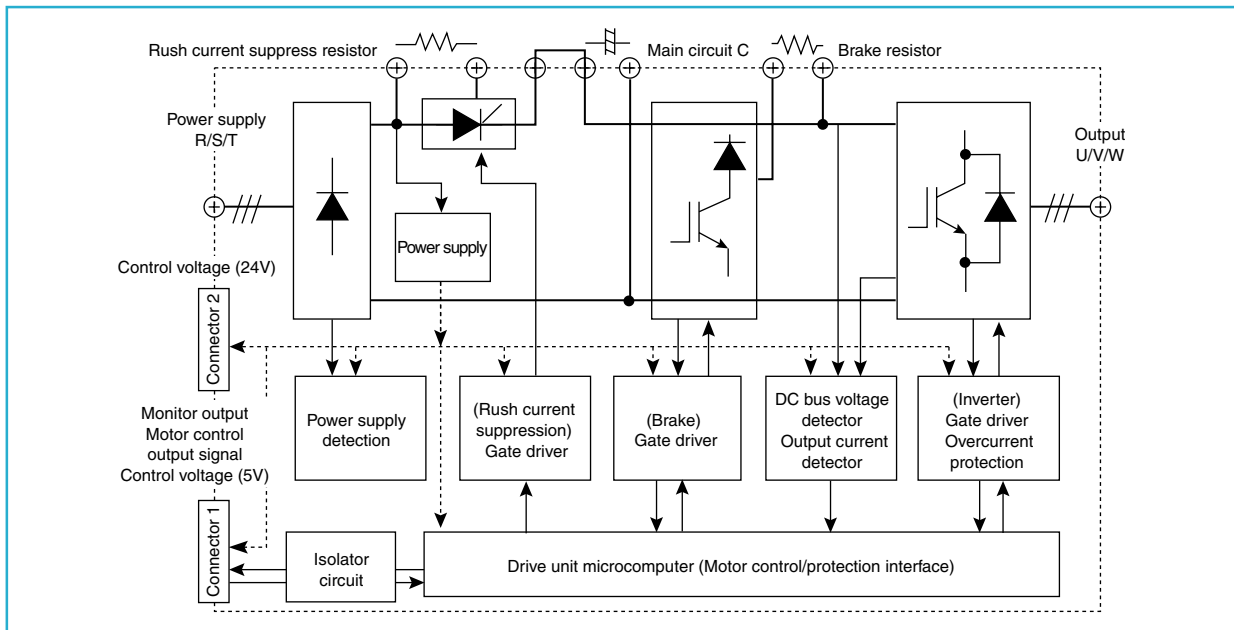 Rush current suppress resistor
Main circuit C
Brake resistor
Power supply
R/S/T
Output
U/V/W
Power supply
Control voltage (24V)
Connector 2
Monitor output
Motor control
output signal
Control voltage (5V)
Connector 1
Power supply
detection
(Rush current
suppression)
Gate driver
(Brake)
Gate driver
DC bus voltage
detector
Output current
detector
(Inverter)
Gate driver
Overcurrent
protection
Isolator
circuit
Drive unit microcomputer (Motor control/protection interface)